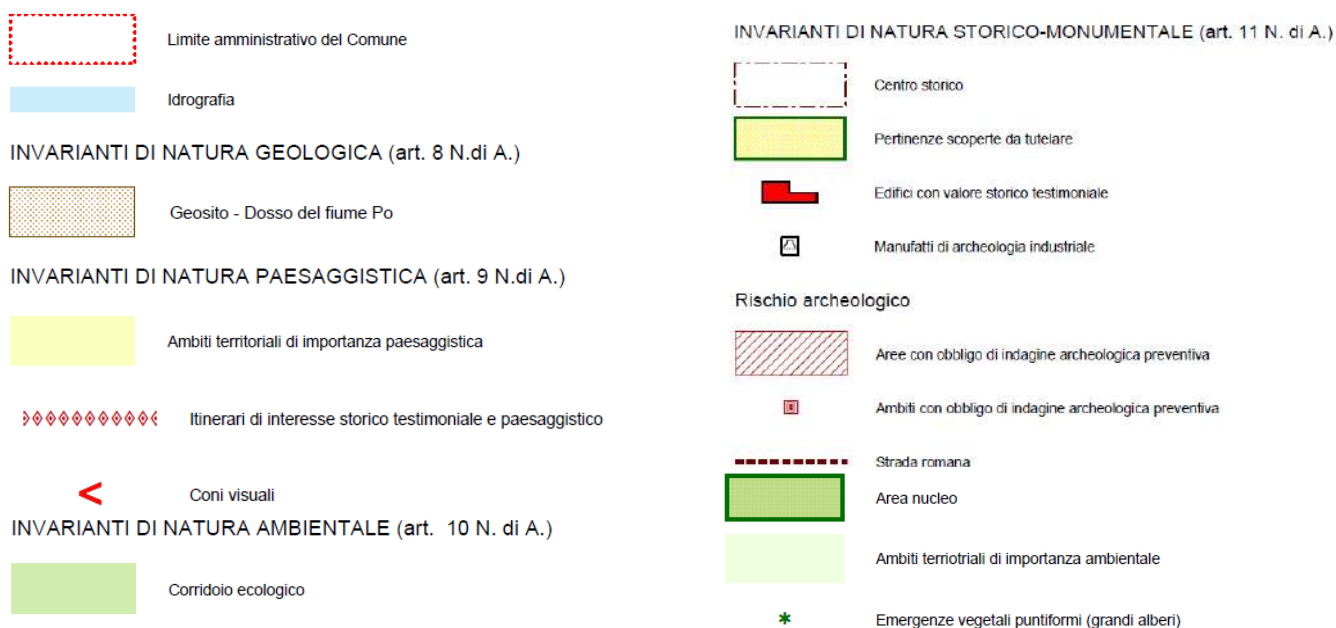 Limite amministrativo del Comune
Idrografia
INVARIANTI DI NATURA GEOLOGICA (art. 8 N.di A.)
Geosito - Dosso del fiume Po
INVARIANTI DI NATURA PAESAGGISTICA (art. 9 N.di A.)
Ambiti territoriali di importanza paesaggistica
Itinerari di interesse storico testimoniale e paesaggistico
Coni visuali
INVARIANTI DI NATURA AMBIENTALE (art. 10 N. di A.)
Corridoio ecologico
INVARIANTI DI NATURA STORICO-MONUMENTALE (art. 11 N. di A.)
Centro storico
Pertinenze scoperte da tutelare
Edifici con valore storico testimoniale
Manufatti di archeologia industriale
Rischio archeologico
Aree con obbligo di indagine archeologica preventiva
Ambiti con obbligo di indagine archeologica preventiva
Strada romana
Area nucleo
Ambiti terriotriali di importanza ambientale
Emergenze vegetali puntiformi (grandi alberi)